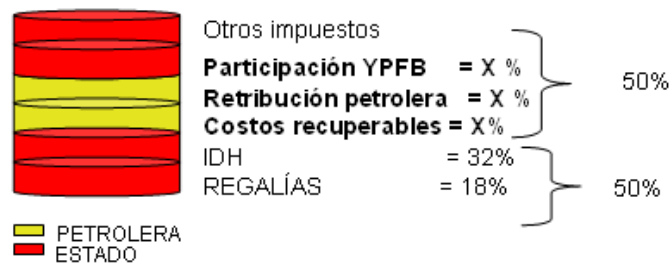 Otros impuestos
Participación YPFB = X %
Retribución petrolera = X %
Costos recuperables = X%
50%
IDH = 32%
REGALÍAS = 18%
50%
PETROLERA
ESTADO